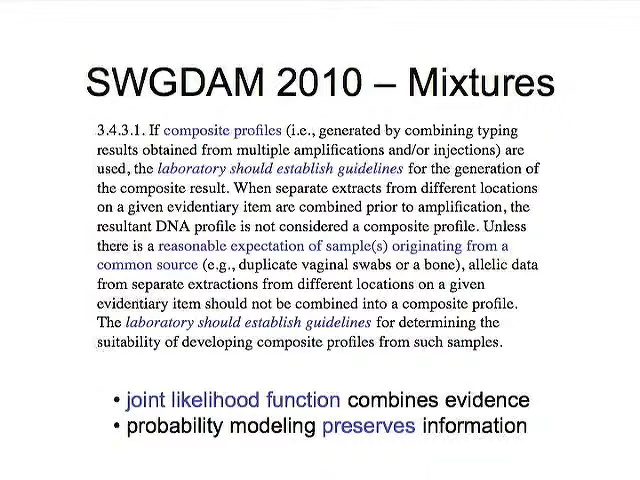 SWGDAM 2010 – Mixtures
3.4.3.1. If composite profiles (i.e., generated by combining typing
results obtained from multiple amplifications and/or injections) are
used, the laboratory should establish guidelines for the generation of
the composite result. When separate extracts from different locations
on a given evidentiary item are combined prior to amplification, the
resultant DNA profile is not considered a composite profile. Unless
there is a reasonable expectation of sample(s) originating from a
common source (e.g., duplicate vaginal swabs or a bone), allelic data
from separate extractions from different locations on a given
evidentiary item should not be combined into a composite profile.
The laboratory should establish guidelines for determining the
suitability of developing composite profiles from such samples.
• joint likelihood function combines evidence
• probability modeling preserves information